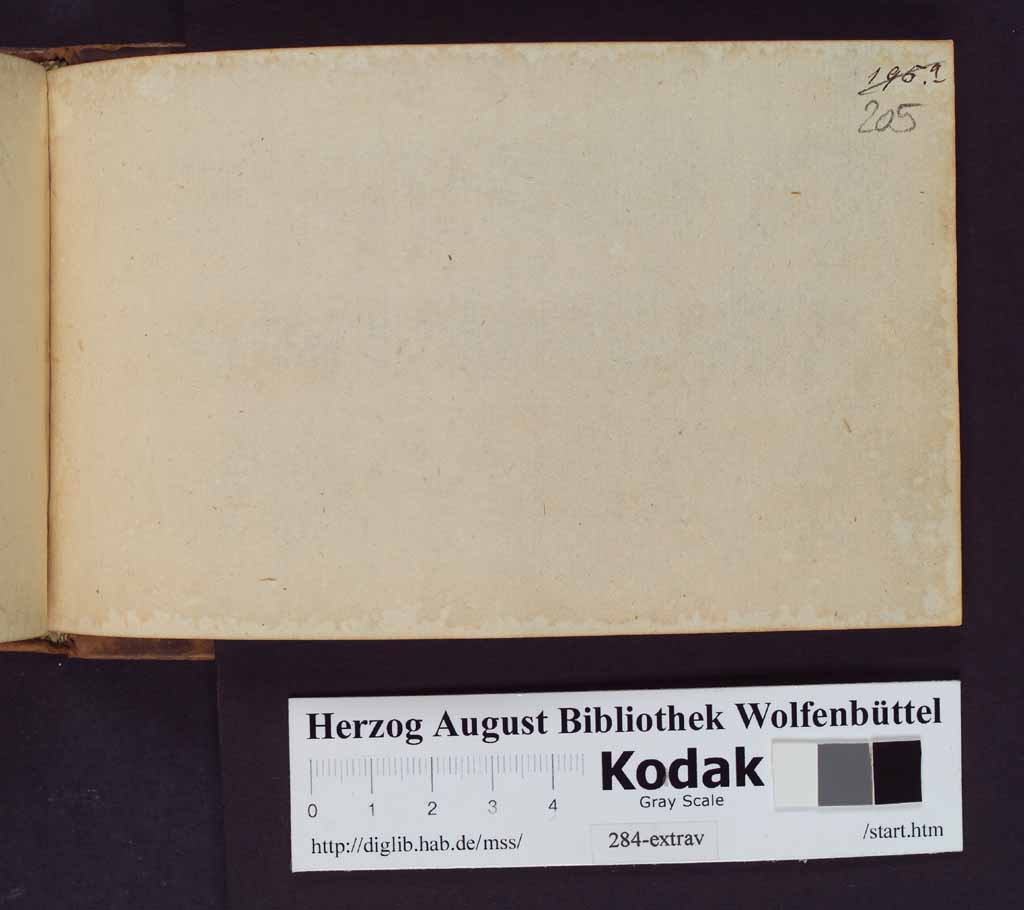 205
Herzog August Bibliothek Wolfenbüttel
0 1 2 3 4
Kodak
Gray Scale
http://diglib.hab.de/mss/
284-extrav
/start.htm